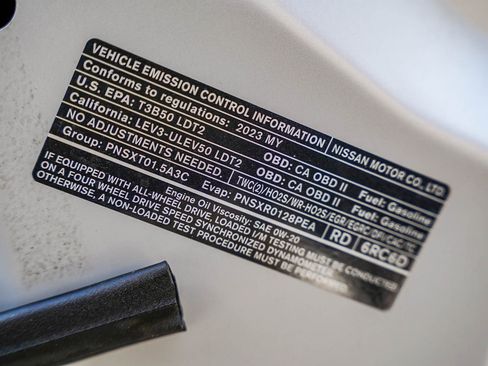 VEHICLE EMISSION CONTROL INFORMATION NISSAN MOTOR CO., LTD.
Conforms to regulations: 2023 MY
U.S. EPA: T3B50 LDT2 OBD: CA OBD II Fuel: Gasoline
California: LEV3-ULEV50 LDT2 OBD: CA OBD II Fuel: Gasoline
NO ADJUSTMENTS NEEDED. TWC(2)/HO2S/WR-HO2S/EGR/EGRC/DFI/CAC/TC
Group: PNSXT01.5A3C Evap: PNSXR0128PEA RD 6RC6D
Engine Oil Viscosity: SAE 0W-20
IF EQUIPPED WITH ALL-WHEEL DRIVE, LOADED I/M TESTING MUST BE CONDUCTED
ON A FOUR WHEEL DRIVE SPEED SYNCHRONIZED DYNAMOMETER.
OTHERWISE, A NON-LOADED TEST PROCEDURE MUST BE PERFORMED.